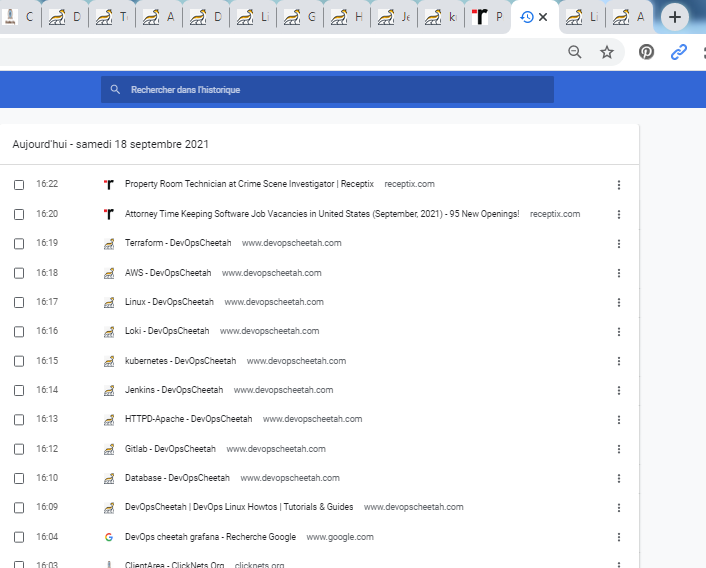 C D T A D Li G H Je k P Li A
Rechercher dans l'historique
Aujourd'hui - samedi 18 septembre 2021
16:22 Property Room Technician at Crime Scene Investigator | Receptix receptix.com
16:20 Attorney Time Keeping Software Job Vacancies in United States (September, 2021) - 95 New Openings! receptix.com
16:19 Terraform - DevOpsCheetah www.devopscheetah.com
16:18 AWS - DevOpsCheetah www.devopscheetah.com
16:17 Linux - DevOpsCheetah www.devopscheetah.com
16:16 Loki - DevOpsCheetah www.devopscheetah.com
16:15 kubernetes - DevOpsCheetah www.devopscheetah.com
16:14 Jenkins - DevOpsCheetah www.devopscheetah.com
16:13 HTTPD-Apache - DevOpsCheetah www.devopscheetah.com
16:12 Gitlab - DevOpsCheetah www.devopscheetah.com
16:10 Database - DevOpsCheetah www.devopscheetah.com
16:09 DevOpsCheetah | DevOps Linux Howtos | Tutorials & Guides www.devopscheetah.com
16:04 DevOps cheetah grafana - Recherche Google www.google.com
16:03 ClientArea - ClickNets.Org clicknets.org